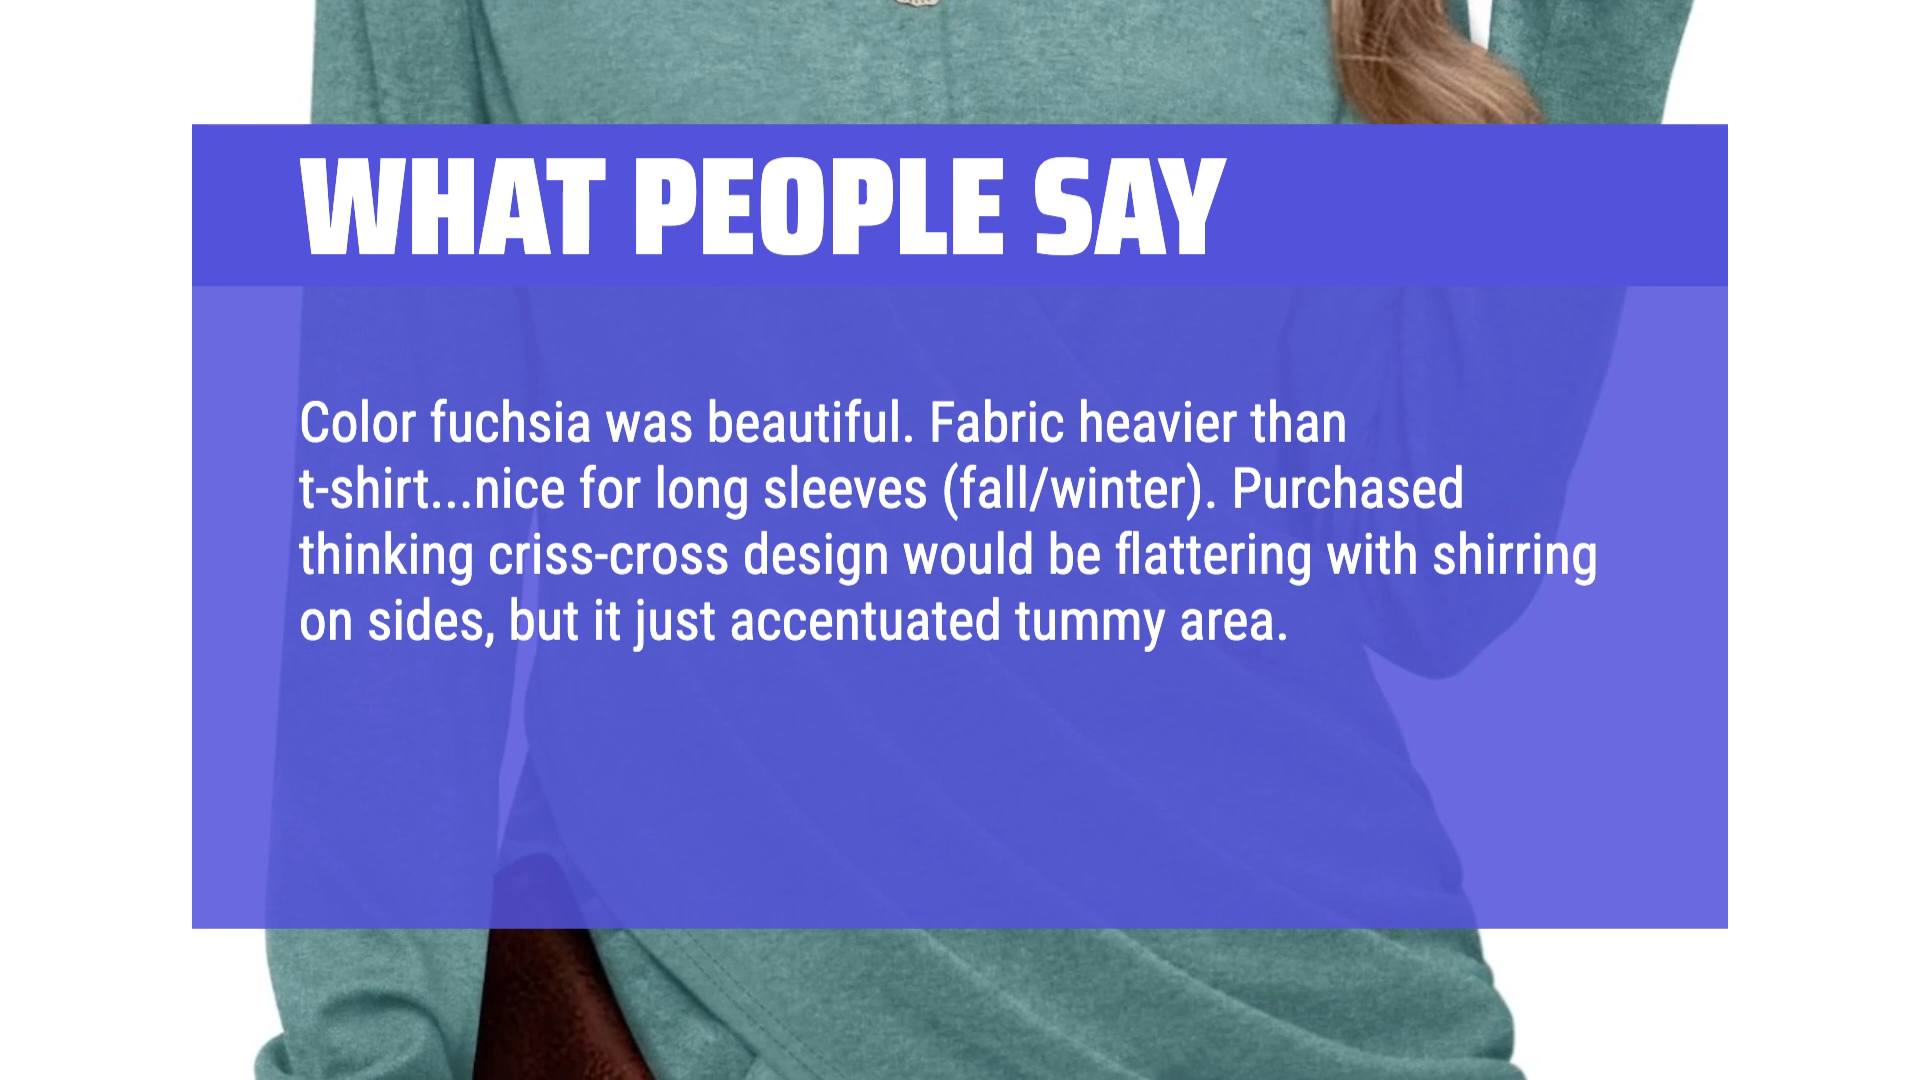 WHAT PEOPLE SAY
Color fuchsia was beautiful. Fabric heavier than
t-shirt...nice for long sleeves (fall/winter). Purchased
thinking criss-cross design would be flattering with shirring
on sides, but it just accentuated tummy area.